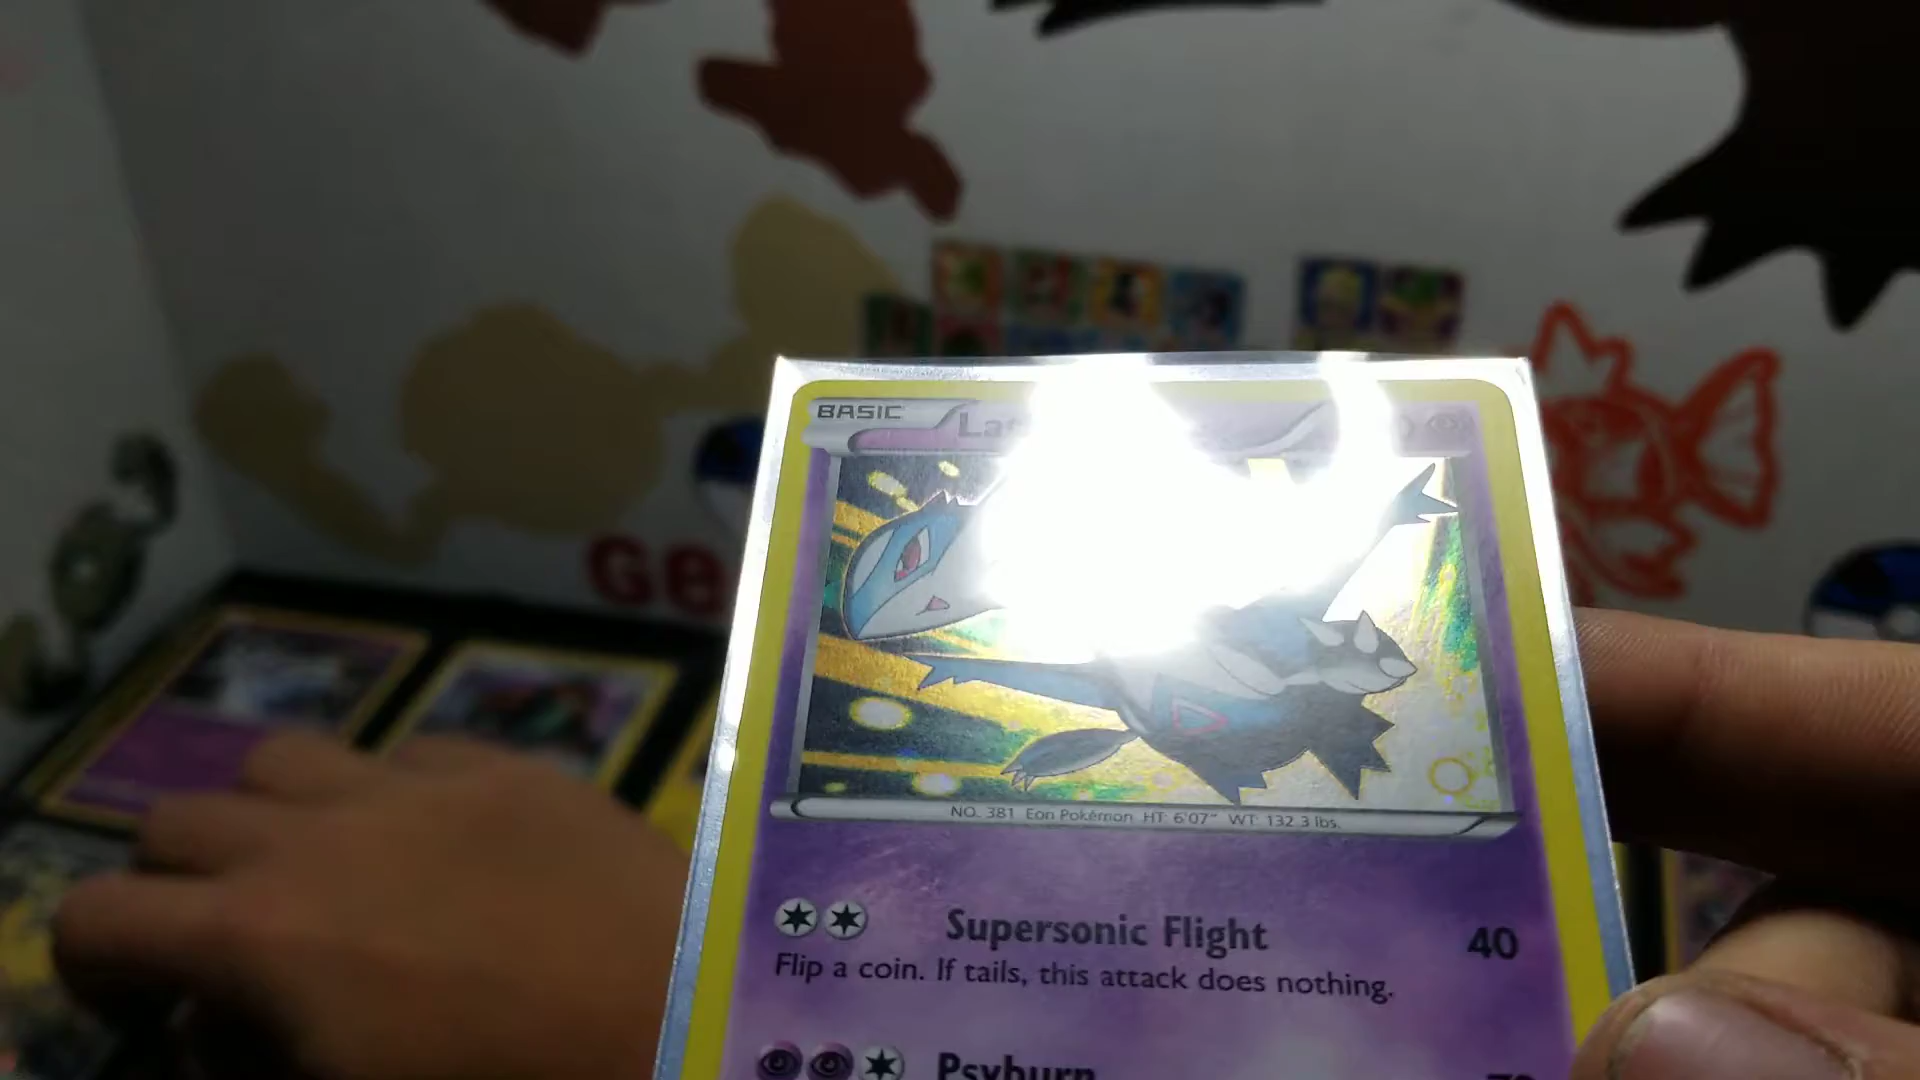 GE
BASIC
NO. 381 Eon Pokémon HT: 6'07" WT: 132.3 lbs.
Supersonic Flight 40
Flip a coin. If tails, this attack does nothing.
Psyburn